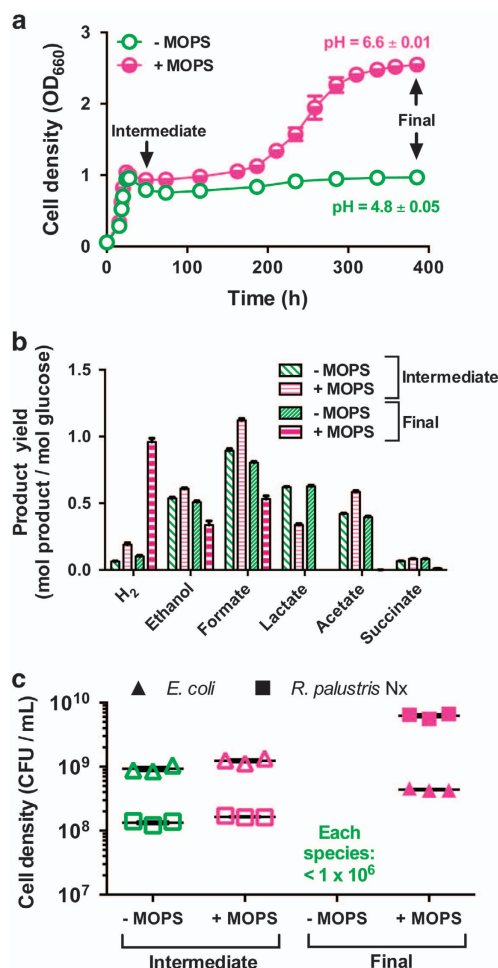 a
- MOPS
+ MOPS
pH = 6.6 ± 0.01
Intermediate
Final
pH = 4.8 ± 0.05
Cell density (OD660)
3
2
1
0
0 100 200 300 400
Time (h)
b
- MOPS
+ MOPS
Intermediate
- MOPS
+ MOPS
Final
Product yield
(mol product / mol glucose)
1.5
1.0
0.5
0.0
H2
Ethanol
Formate
Lactate
Acetate
Succinate
c
E. coli
R. palustris Nx
Cell density (CFU / mL)
10^10
10^9
10^8
10^7
Each
species:
< 1 x 10^6
- MOPS + MOPS - MOPS + MOPS
Intermediate Final